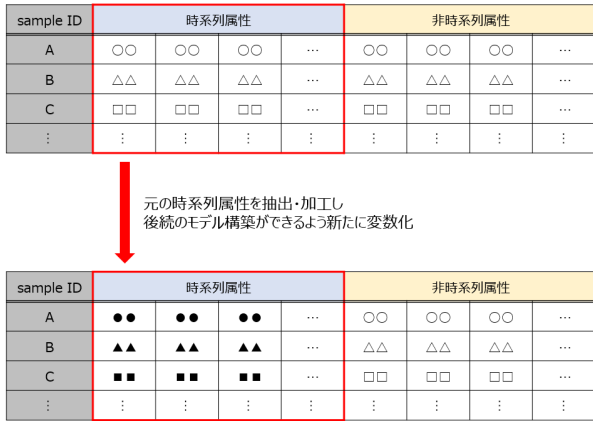 sample ID 時系列属性 非時系列属性
A ○○ ○○ ○○ … ○○ ○○ ○○ …
B △△ △△ △△ … △△ △△ △△ …
C □□ □□ □□ … □□ □□ □□ …
⋮ ⋮ ⋮ ⋮ ⋮ ⋮ ⋮ ⋮ ⋮
元の時系列属性を抽出・加工し
後続のモデル構築ができるよう新たに変数化
sample ID 時系列属性 非時系列属性
A ●● ●● ●● … ○○ ○○ ○○ …
B ▲▲ ▲▲ ▲▲ … △△ △△ △△ …
C ■■ ■■ ■■ … □□ □□ □□ …
⋮ ⋮ ⋮ ⋮ ⋮ ⋮ ⋮ ⋮ ⋮